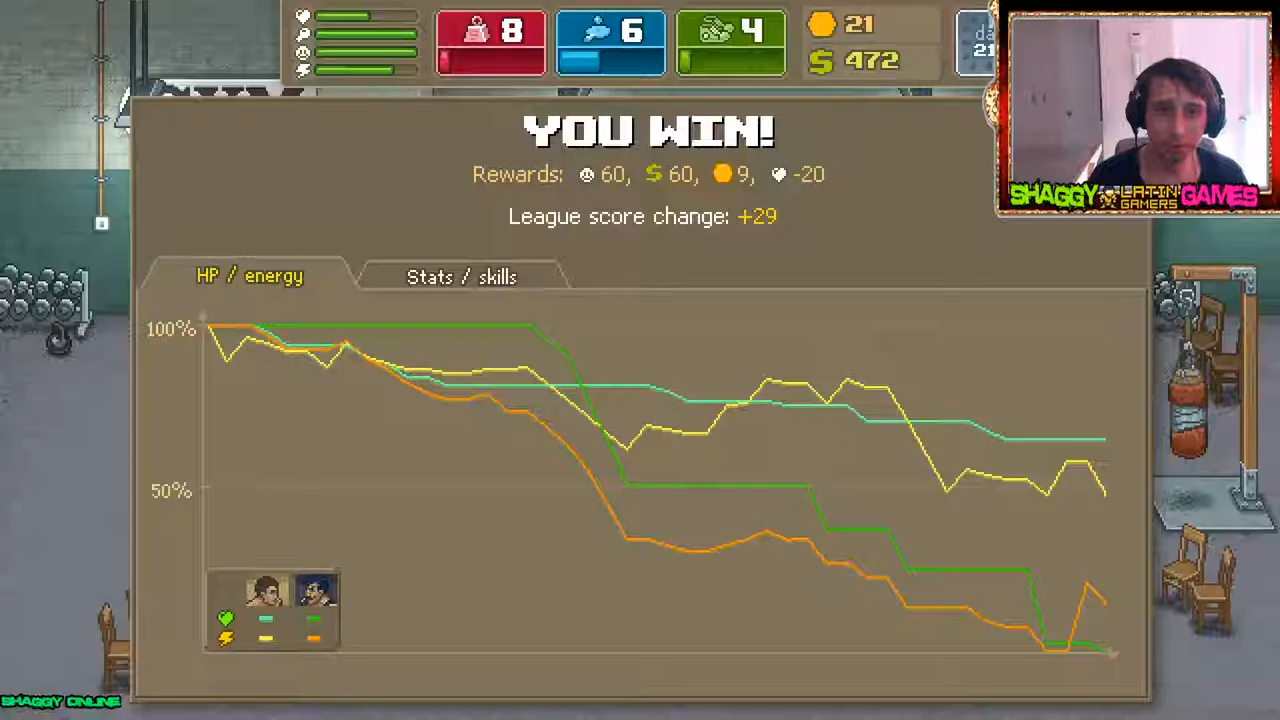 8
6
4
21
472
21
YOU WIN!
Rewards: 60, $ 60, 9, -20
League score change: +29
HP / energy
Stats / skills
100%
50%
SHAGGY LATIN GAMERS GAMES
SHAGGY ONLINE